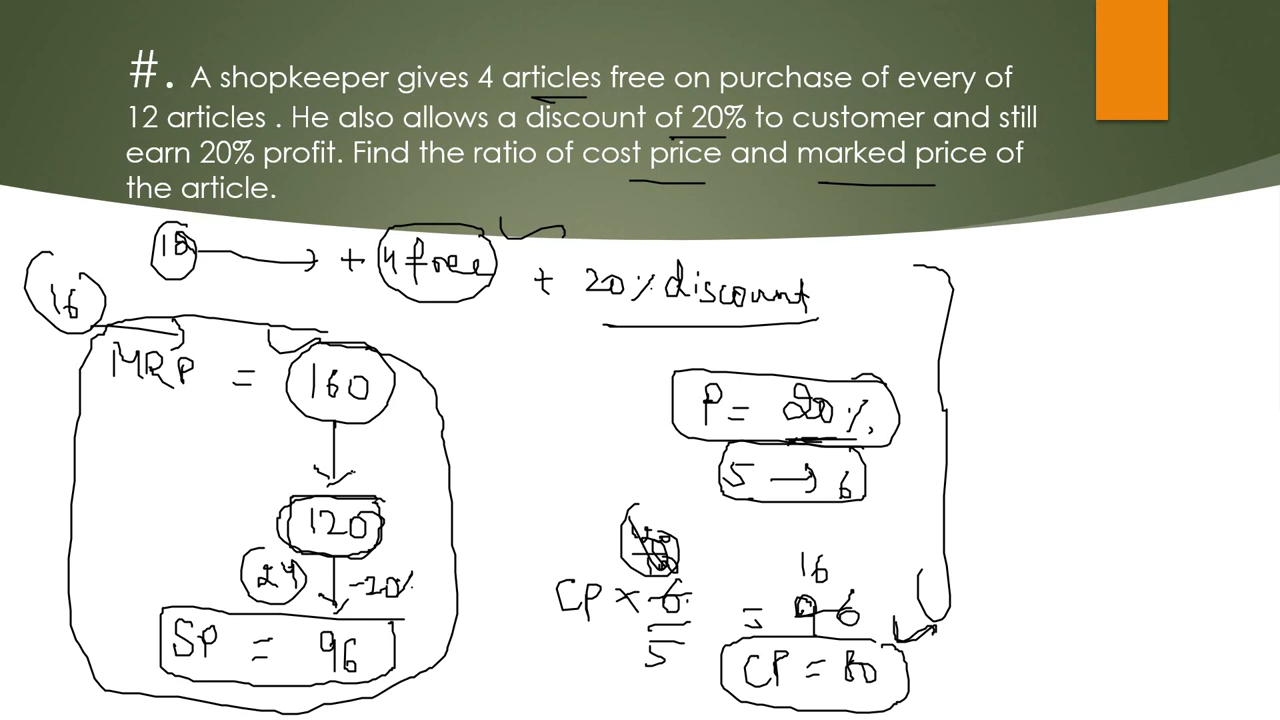 #. A shopkeeper gives 4 articles free on purchase of every of
12 articles . He also allows a discount of 20% to customer and still
earn 20% profit. Find the ratio of cost price and marked price of
the article.
+ 4 free + 20% discount
16
MRP = 160
P = 20%
5 → 6
120
24 -20%
SP = 96
16
CP × 6/5 = 96
CP = 80